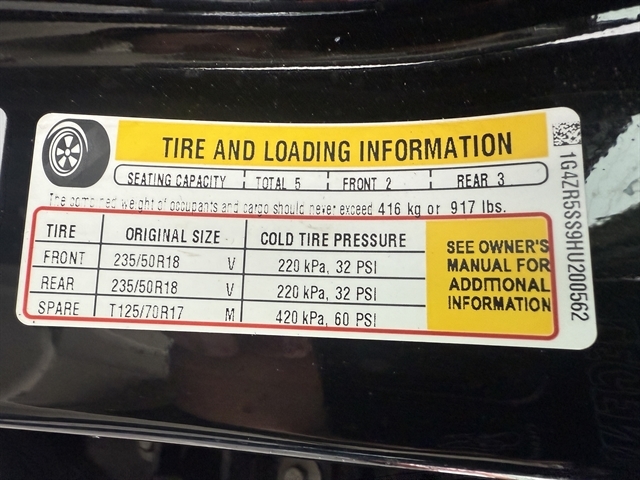 TIRE AND LOADING INFORMATION
SEATING CAPACITY TOTAL 5 FRONT 2 REAR 3
The combined weight of occupants and cargo should never exceed 416 kg or 917 lbs.
TIRE ORIGINAL SIZE COLD TIRE PRESSURE
FRONT 235/50R18 V 220 kPa, 32 PSI
REAR 235/50R18 V 220 kPa, 32 PSI
SPARE T125/70R17 M 420 kPa, 60 PSI
SEE OWNER'S
MANUAL FOR
ADDITIONAL
INFORMATION
1G4ZR5SS9HU200562